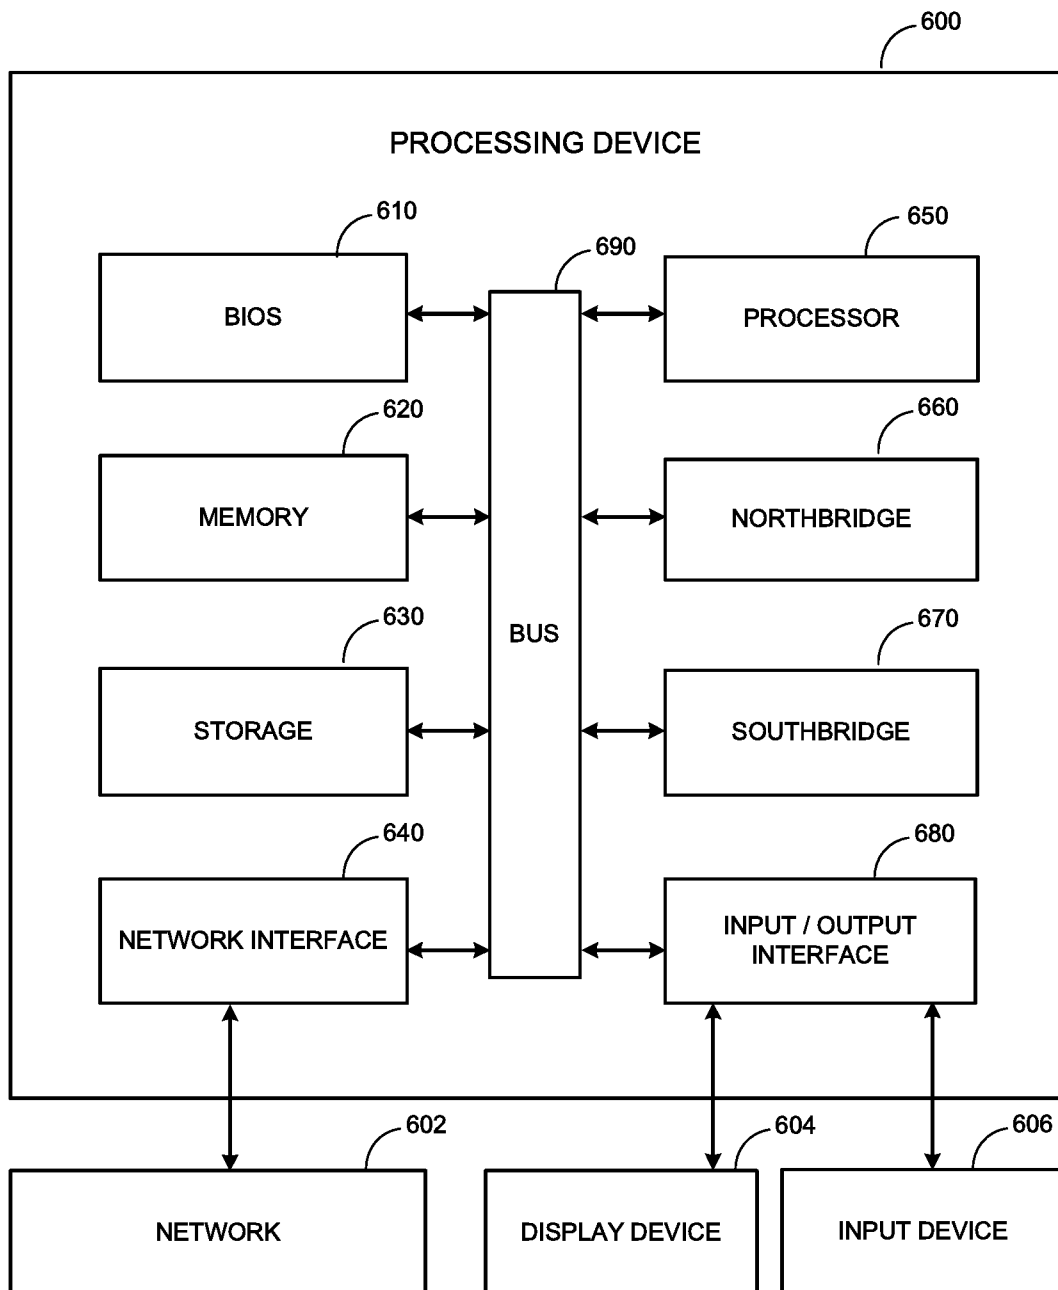 600
PROCESSING DEVICE
610
650
690
BIOS
PROCESSOR
620
660
MEMORY
NORTHBRIDGE
630
670
BUS
STORAGE
SOUTHBRIDGE
640
680
NETWORK INTERFACE
INPUT / OUTPUT
INTERFACE
602
604
606
NETWORK
DISPLAY DEVICE
INPUT DEVICE